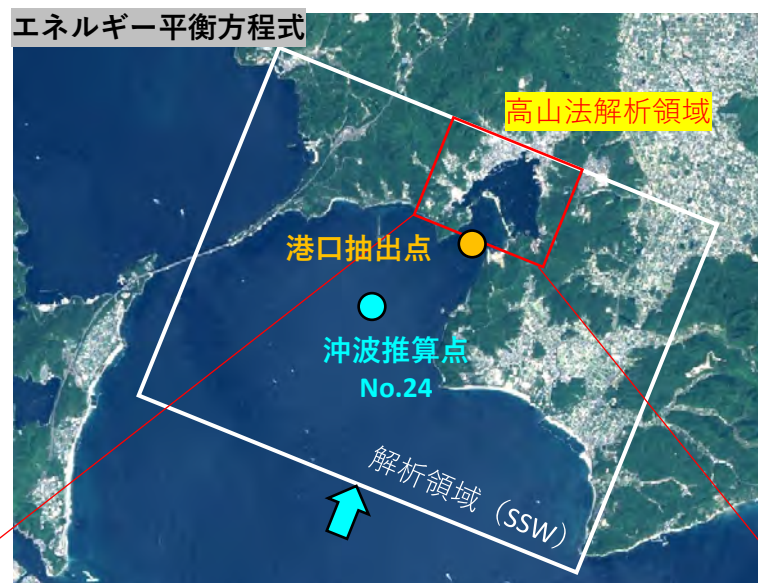 エネルギー平衡方程式
高山法解析領域
港口抽出点
沖波推算点
No.24
解析領域（SSW）